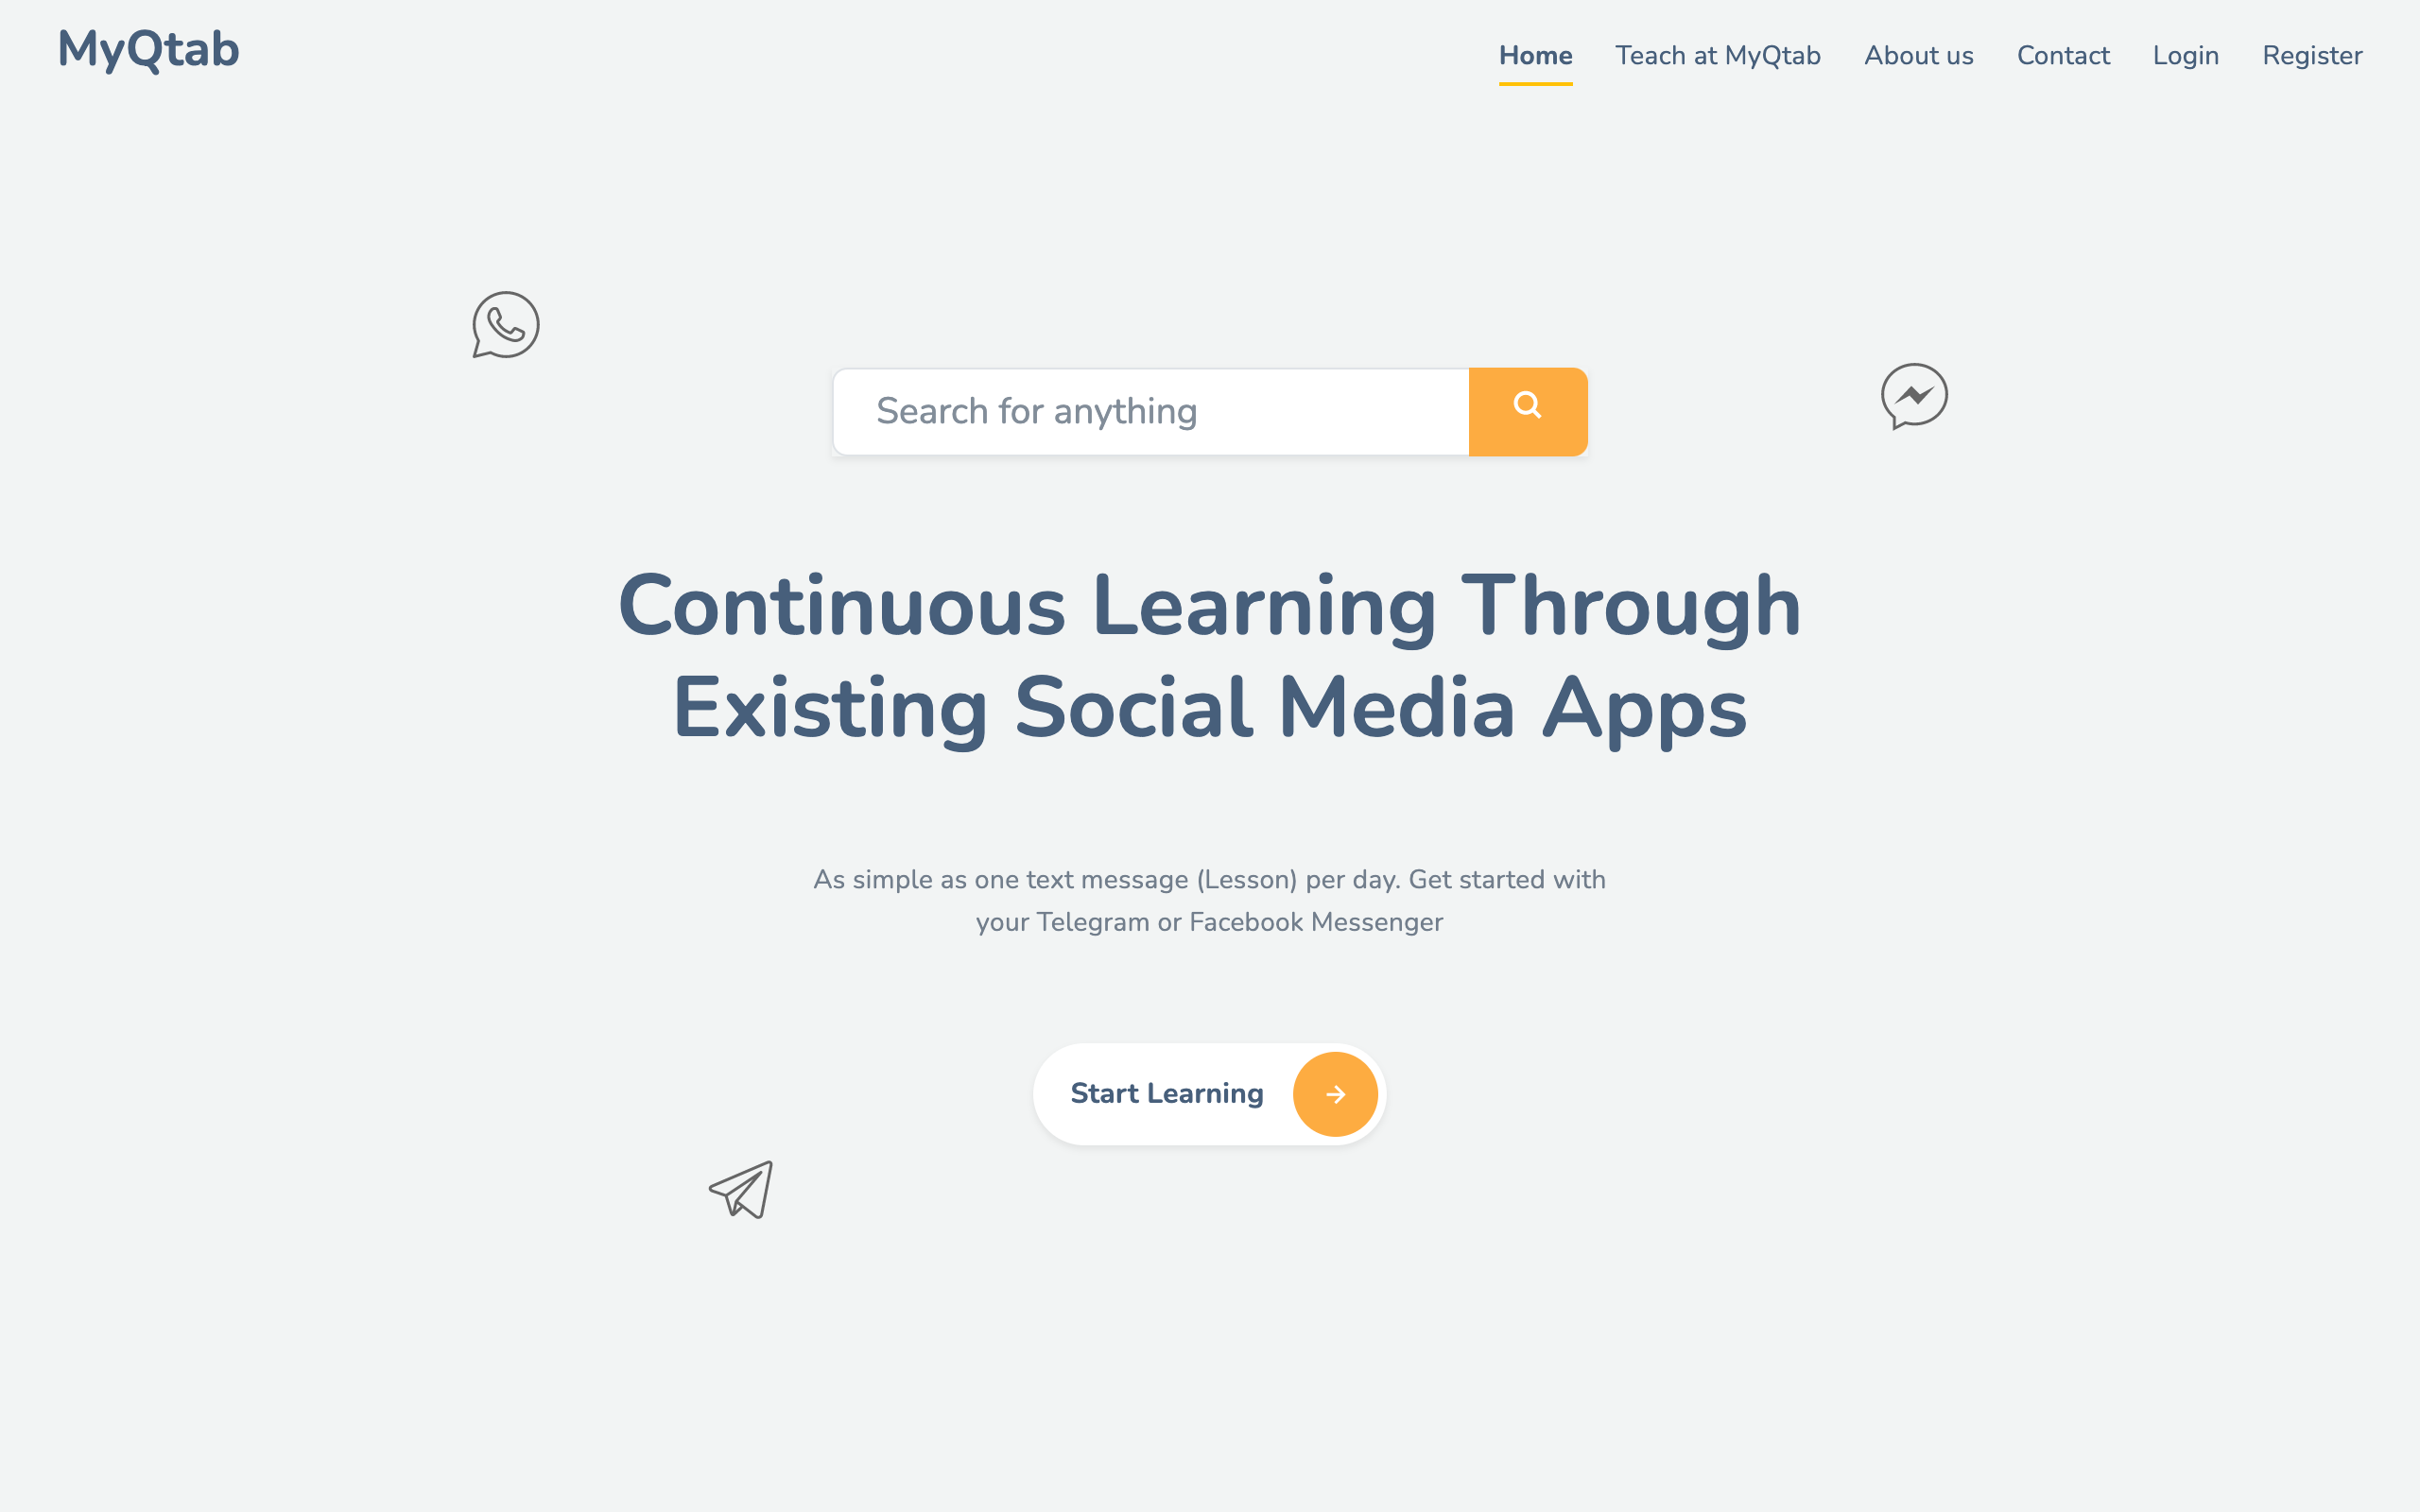 MyQtab
Home Teach at MyQtab About us Contact Login Register
Search for anything
Continuous Learning Through
Existing Social Media Apps
As simple as one text message (Lesson) per day. Get started with
your Telegram or Facebook Messenger
Start Learning